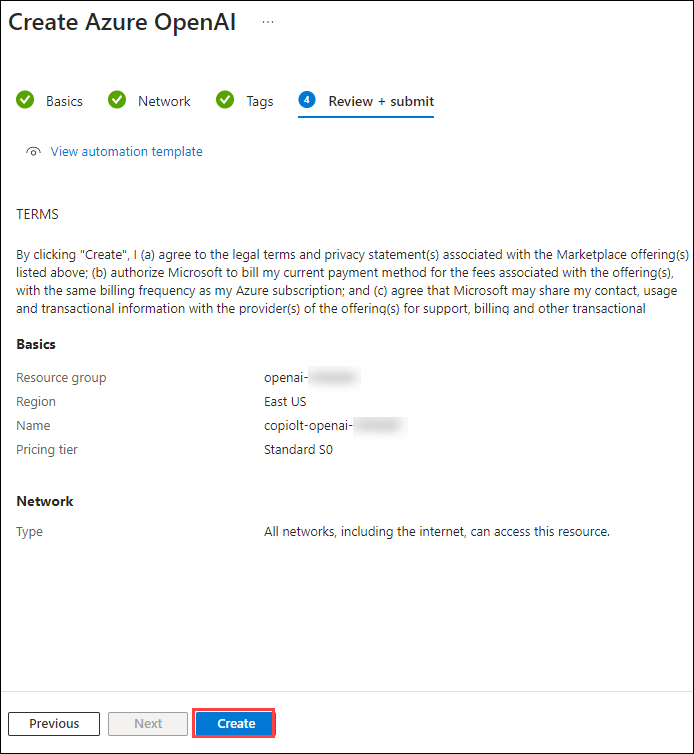 Create Azure OpenAI ...
Basics Network Tags 4 Review + submit
View automation template
TERMS
By clicking "Create", I (a) agree to the legal terms and privacy statement(s) associated with the Marketplace offering(s)
listed above; (b) authorize Microsoft to bill my current payment method for the fees associated with the offering(s),
with the same billing frequency as my Azure subscription; and (c) agree that Microsoft may share my contact, usage
and transactional information with the provider(s) of the offering(s) for support, billing and other transactional
Basics
Resource group openai-
Region East US
Name copiolt-openai-
Pricing tier Standard S0
Network
Type All networks, including the internet, can access this resource.
Previous Next Create